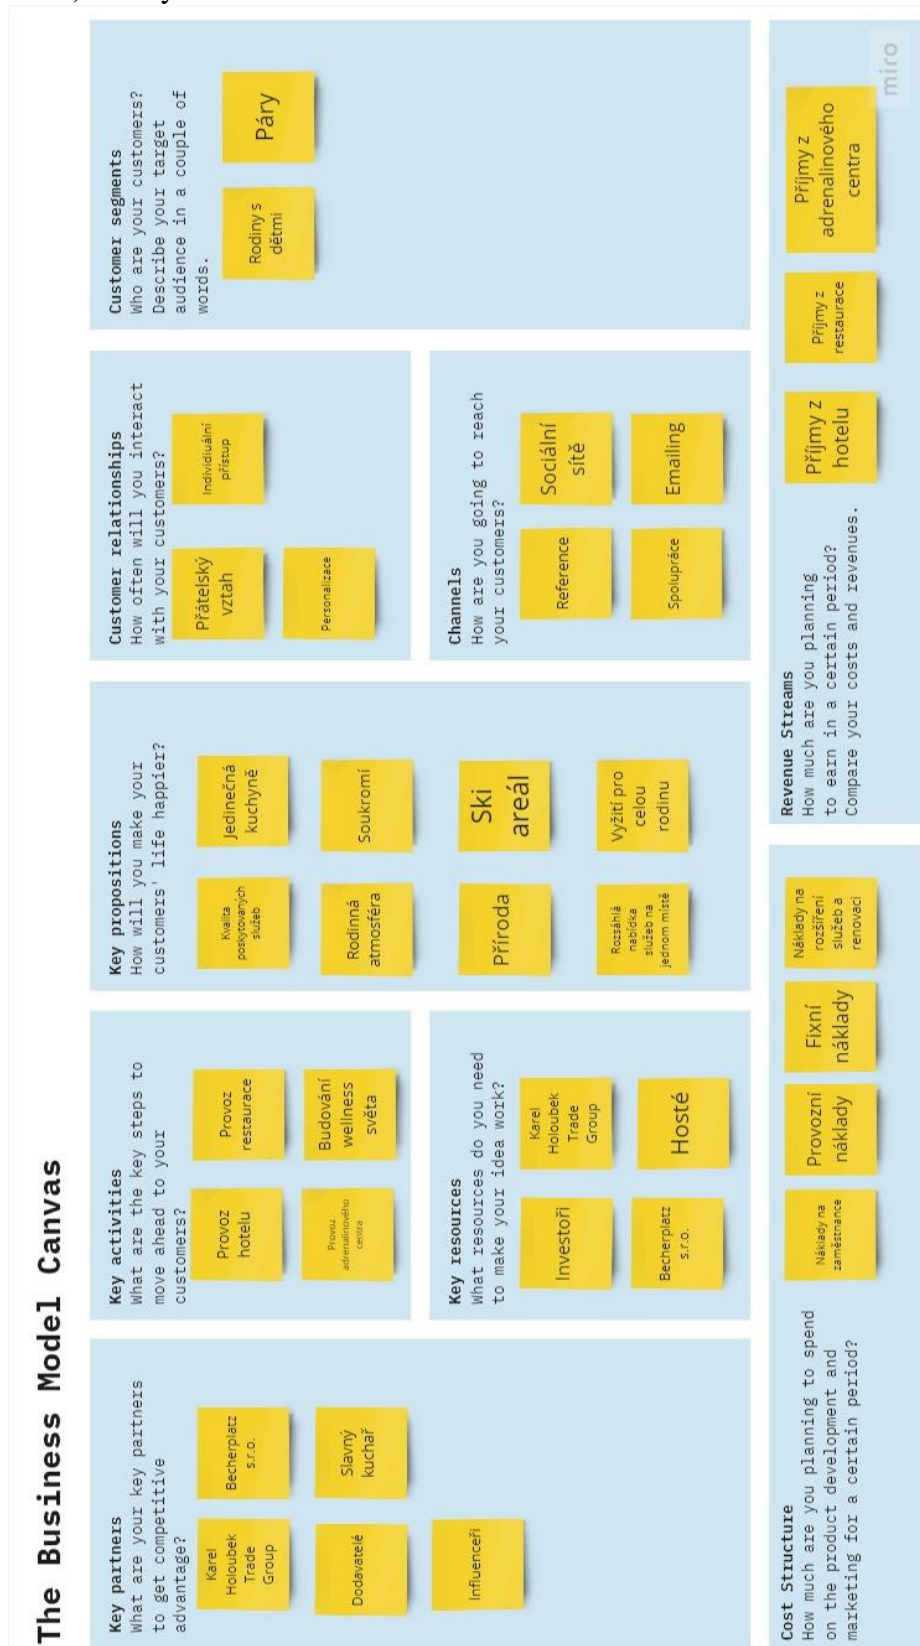 The Business Model Canvas
Key partners
What are your key partners
to get competitive
advantage?
Karel
Holoubek
Trade
Group
Becherplatz
s.r.o.
Dodavatelé
Slavný
kuchař
Influenceři
Key activities
What are the key steps to
move ahead to your
customers?
Provoz
hotelu
Provoz
restaurace
Provoz
adrenalinového
centra
Budování
wellness
světa
Key resources
What resources do you need
to make your idea work?
Investoři
Karel
Holoubek
Trade
Group
Becherplatz
s.r.o.
Hosté
Key propositions
How will you make your
customers' life happier?
Kvalita
poskytovaných
služeb
Jedinečná
kuchyně
Rodinná
atmosféra
Soukromí
Příroda
Ski
areál
Rozsáhlá
nabídka
služeb na
jednom místě
Vyžití pro
celou
rodinu
Customer relationships
How often will you interact
with your customers?
Přátelský
vztah
Individiuální
přístup
Personalizace
Channels
How are you going to reach
your customers?
Reference
Sociální
sítě
Spolupráce
Emailing
Customer segments
Who are your customers?
Describe your target
audience in a couple of
words.
Rodiny s
dětmi
Páry
Cost Structure
How much are you planning to spend
on the product development and
marketing for a certain period?
Náklady na
zaměstnance
Provozní
náklady
Fixní
náklady
Náklady na
rozšíření
služeb a
renovaci
Revenue Streams
How much are you planning
to earn in a certain period?
Compare your costs and revenues.
Příjmy z
hotelu
Příjmy z
restaurace
Příjmy z
adrenalinového
centra
miro